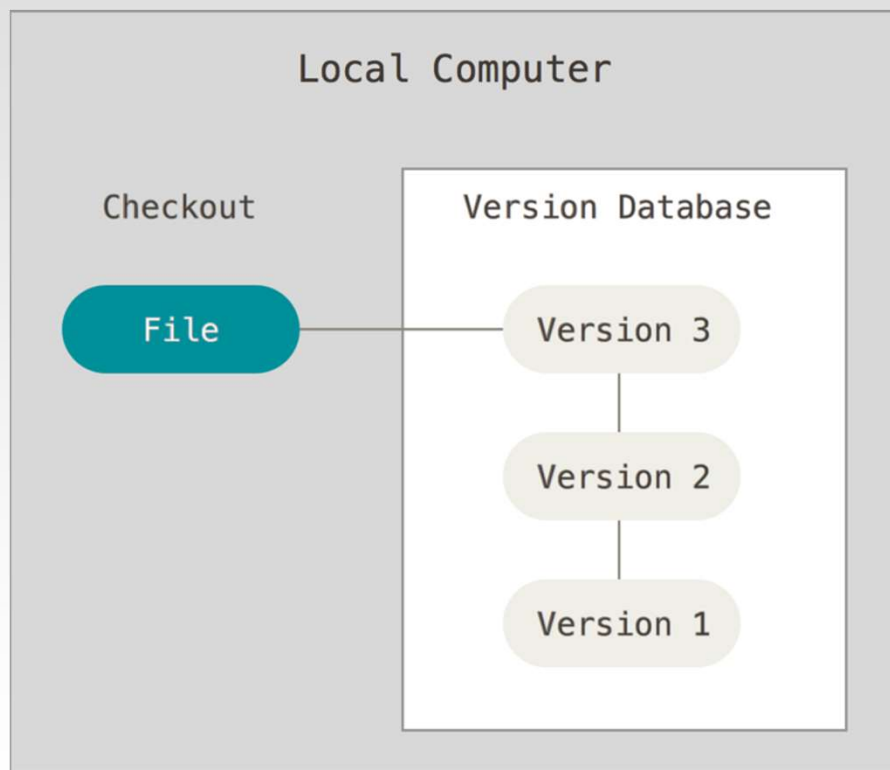 Local Computer
Checkout
Version Database
File
Version 3
Version 2
Version 1